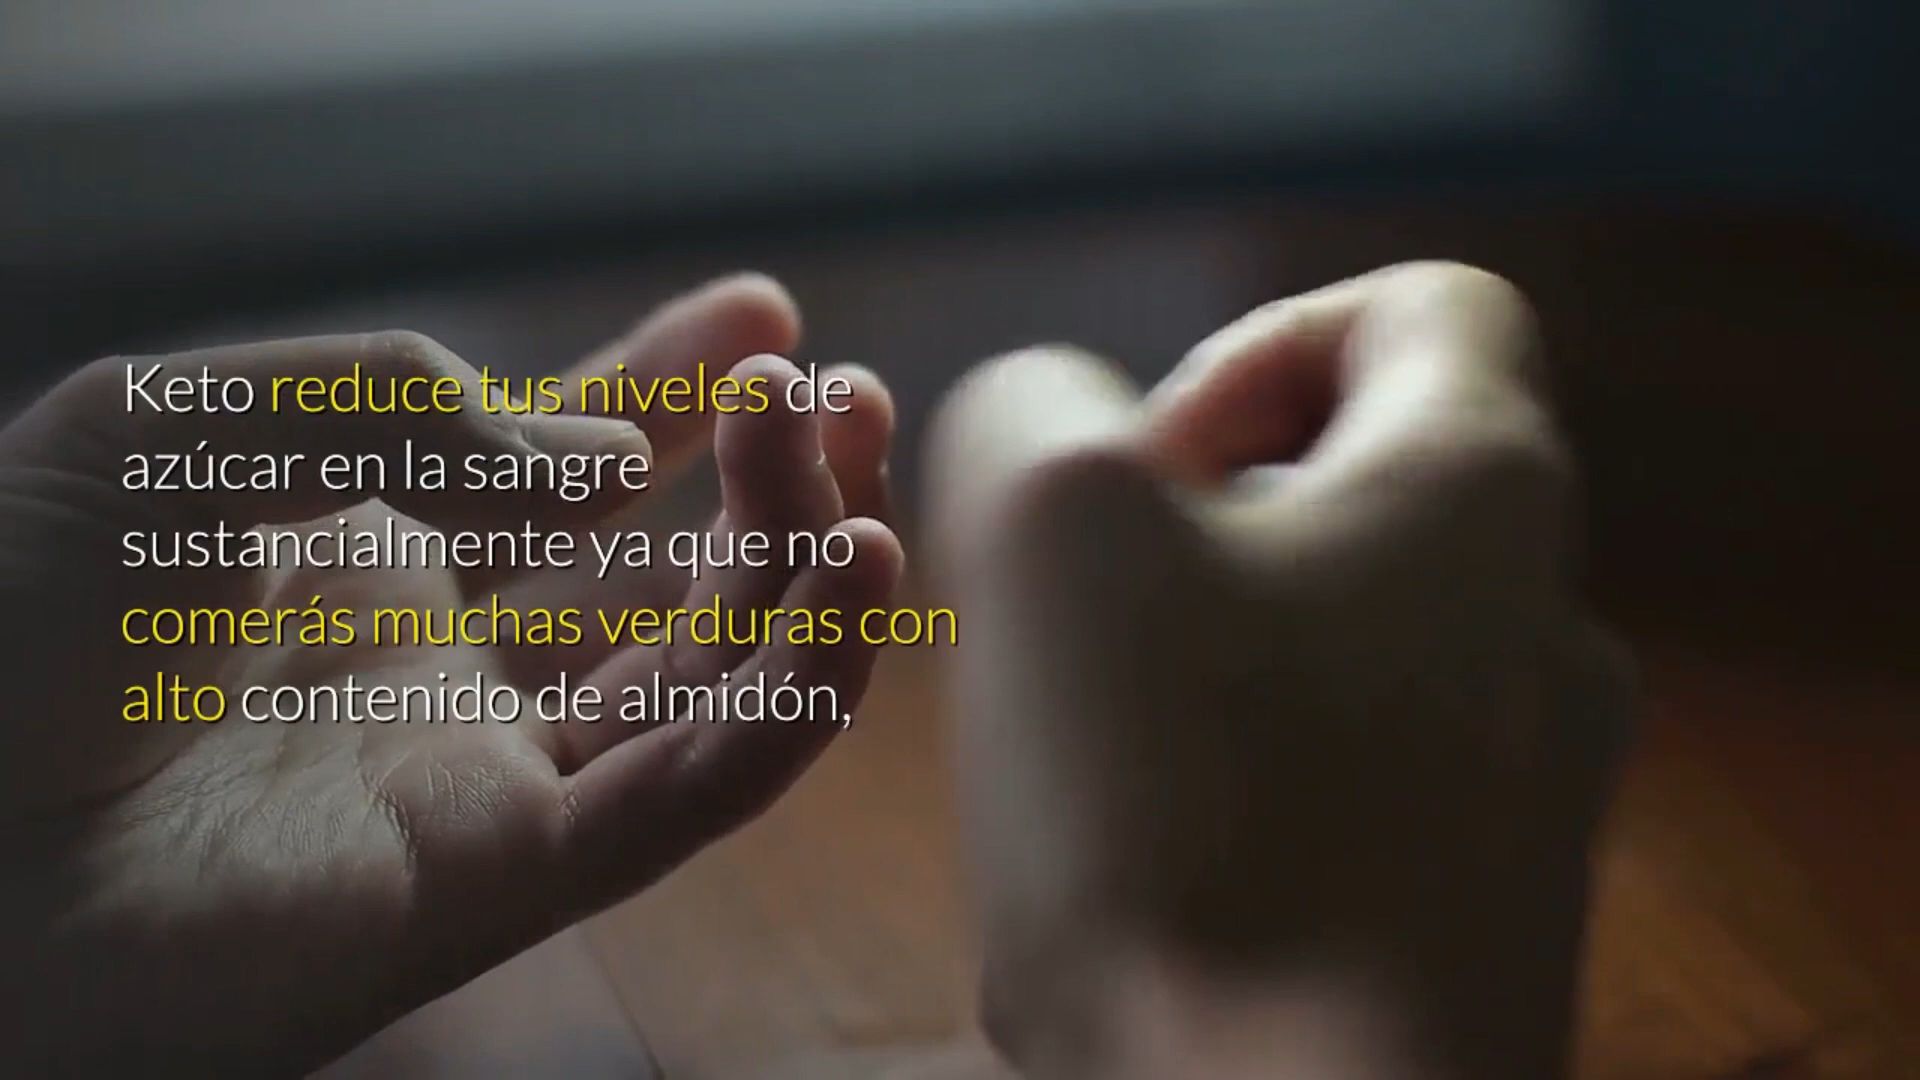 Keto reduce tus niveles de
azúcar en la sangre
sustancialmente ya que no
comerás muchas verduras con
alto contenido de almidón,